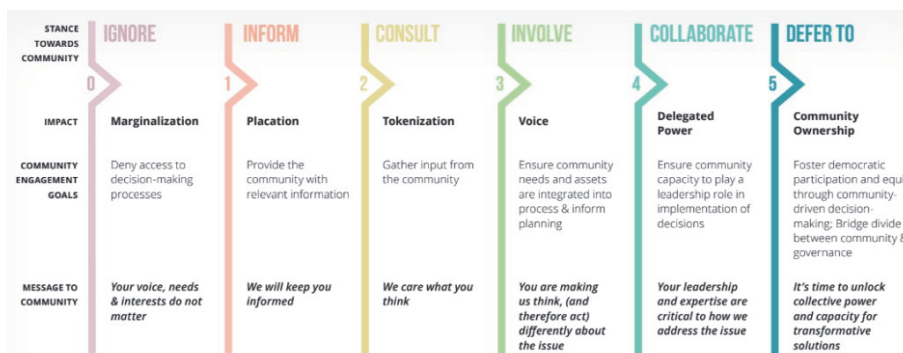 STANCE
TOWARDS
COMMUNITY
IGNORE
INFORM
CONSULT
INVOLVE
COLLABORATE
DEFER TO
0
1
2
3
4
5
IMPACT
Marginalization
Placation
Tokenization
Voice
Delegated
Power
Community
Ownership
COMMUNITY
ENGAGEMENT
GOALS
Deny access to
decision-making
processes
Provide the
community with
relevant information
Gather input from
the community
Ensure community
needs and assets
are integrated into
process & inform
planning
Ensure community
capacity to play a
leadership role in
implementation of
decisions
Foster democratic
participation and equi
through community-
driven decision-
making; Bridge divide
between community &
governance
MESSAGE TO
COMMUNITY
Your voice, needs
& interests do not
matter
We will keep you
informed
We care what you
think
You are making
us think, (and
therefore act)
differently about
the issue
Your leadership
and expertise are
critical to how we
address the issue
It's time to unlock
collective power
and capacity for
transformative
solutions